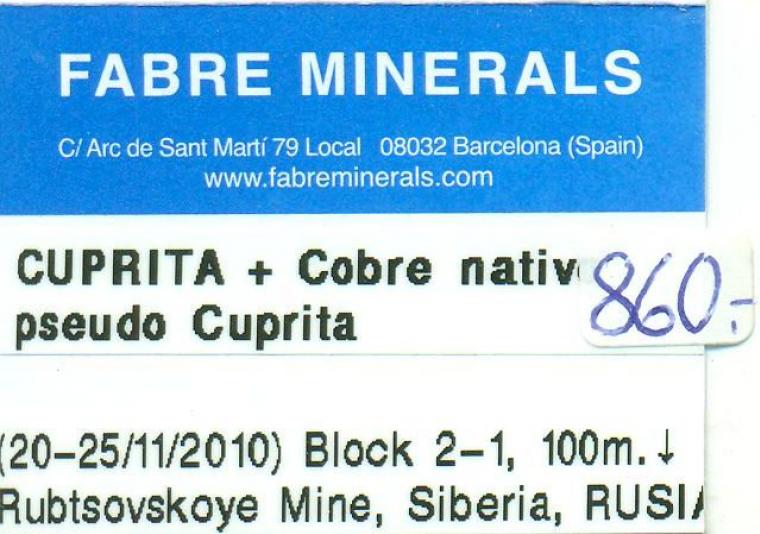 FABRE MINERALS
C/ Arc de Sant Martí 79 Local 08032 Barcelona (Spain)
www.fabreminerals.com
CUPRITA + Cobre nativ
860.-
pseudo Cuprita
(20-25/11/2010) Block 2-1, 100m.↓
Rubtsovskoye Mine, Siberia, RUSIA